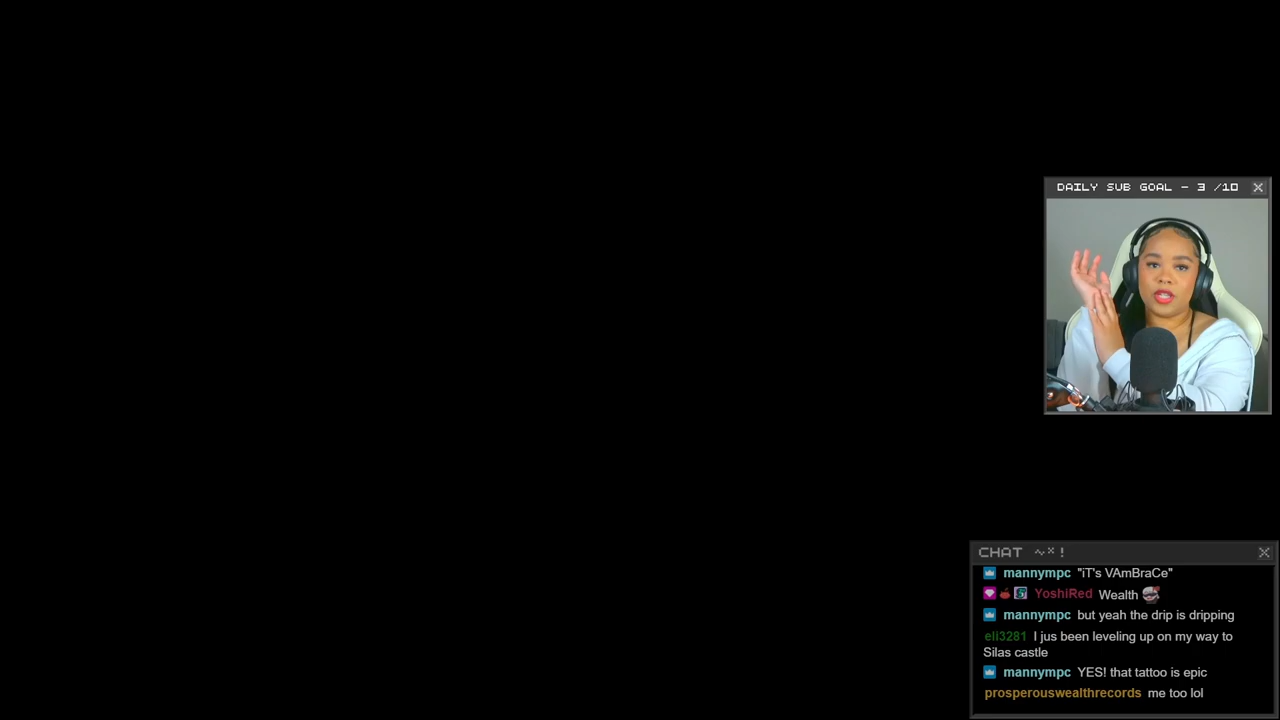 DAILY SUB GOAL - 3 /10
CHAT ~*!
mannympc "iT's VAmBraCe"
YoshiRed Wealth
mannympc but yeah the drip is dripping
eli3281 I jus been leveling up on my way to
Silas castle
mannympc YES! that tattoo is epic
prosperouswealthrecords me too lol